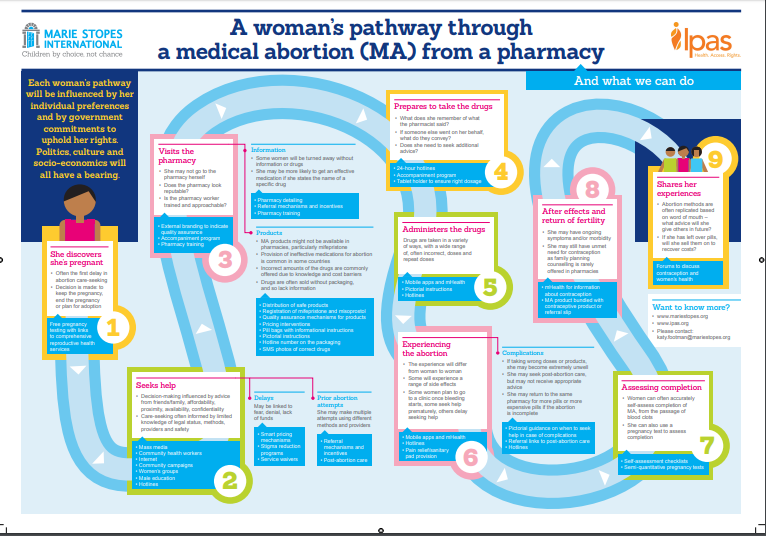 MARIE STOPES
INTERNATIONAL
Children by choice, not chance
A woman's pathway through
a medical abortion (MA) from a pharmacy
Ipas
Health. Access. Rights.
And what we can do
Each woman's pathway
will be influenced by her
individual preferences
and by government
commitments to
uphold her rights.
Politics, culture and
socio-economics will
all have a bearing.
She discovers
she's pregnant
• Often the first delay in
abortion care-seeking
• Decision is made: to
keep the pregnancy,
end the pregnancy
or plan for adoption
Free pregnancy
testing with links
to comprehensive
reproductive health
services
1
Seeks help
• Decision-making influenced by advice
from friends/family, affordability,
proximity, availability, confidentiality
• Care-seeking often informed by limited
knowledge of legal status, methods,
providers and safety
• Mass media
• Community health workers
• Internet
• Community campaigns
• Women's groups
• Male education
• Hotlines
2
Delays
May be linked to
fear, denial, lack
of funds
• Smart pricing
mechanisms
• Stigma reduction
programs
• Service waivers
Prior abortion
attempts
She may make multiple
attempts using different
methods and providers
• Referral
mechanisms
and incentives
• Post-abortion care
Visits the
pharmacy
• She may not go to the
pharmacy herself
• Does the pharmacy look
reputable?
• Is the pharmacy worker
trained and approachable?
• External branding to indicate
quality assurance
• Accompaniment program
• Pharmacy training
3
Information
• Some women will be turned away without
information or drugs
• She may be more likely to get an effective
medication if she states the name of a
specific drug
• Pharmacy detailing
• Referral mechanisms and incentives
• Pharmacy training
Products
• MA products might not be available in
pharmacies, particularly mifepristone
• Provision of ineffective medications for abortion
is common in some countries
• Incorrect amounts of the drugs are commonly
offered due to knowledge and cost barriers
• Drugs are often sold without packaging,
and so lack information
• Distribution of safe products
• Registration of mifepristone and misoprostol
• Quality assurance mechanisms for products
• Pricing interventions
• Pill bags with informational instructions
• Pictorial instructions
• Hotline number on the packaging
• SMS photos of correct drugs
Prepares to take the drugs
• What does she remember of what
the pharmacist said?
• If someone else went on her behalf,
what do they convey?
• Does she need to seek additional
advice?
• 24-hour hotlines
• Accompaniment program
• Tablet holder to ensure right dosage
4
Administers the drugs
Drugs are taken in a variety
of ways, with a wide range
of, often incorrect, doses and
repeat doses
• Mobile apps and mHealth
• Pictorial instructions
• Hotlines
5
Experiencing
the abortion
• The experience will differ
from woman to woman
• Some will experience a
range of side effects
• Some women plan to go
to a clinic once bleeding
starts, some seek help
prematurely, others delay
seeking help
• Mobile apps and mHealth
• Hotlines
• Pain relief/sanitary
pad provision
6
Complications
• If taking wrong doses or products,
she may become extremely unwell
• She may seek post-abortion care,
but may not receive appropriate
advice
• She may return to the same
pharmacy for more pills or more
expensive pills if the abortion
is incomplete
• Pictorial guidance on when to seek
help in case of complications
• Referral links to post-abortion care
• Hotlines
Assessing completion
• Women can often accurately
self-assess completion of
MA, from the passage of
blood clots
• She can also use a
pregnancy test to assess
completion
• Self-assessment checklists
• Semi-quantitative pregnancy tests
7
8
After effects and
return of fertility
• She may have ongoing
symptoms and/or morbidity
• She may still have unmet
need for contraception
as family planning
counselling is rarely
offered in pharmacies
• mHealth for information
about contraception
• MA product bundled with
contraceptive product or
referral slip
9
Shares her
experiences
• Abortion methods are
often replicated based
on word of mouth –
what advice will she
give others in future?
• If she has left over pills,
will she sell them on to
recover costs?
Forums to discuss
contraception and
women's health
Want to know more?
• www.mariestopes.org
• www.ipas.org
• Please contact:
katy.footman@mariestopes.org